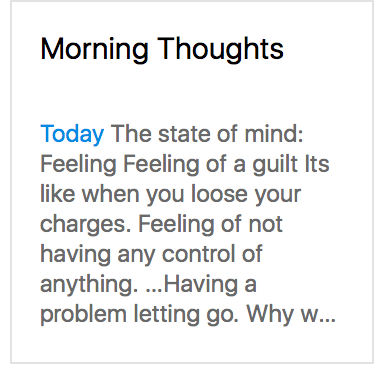 Morning Thoughts
Today The state of mind:
Feeling Feeling of a guilt Its
like when you loose your
charges. Feeling of not
having any control of
anything. ...Having a
problem letting go. Why w...